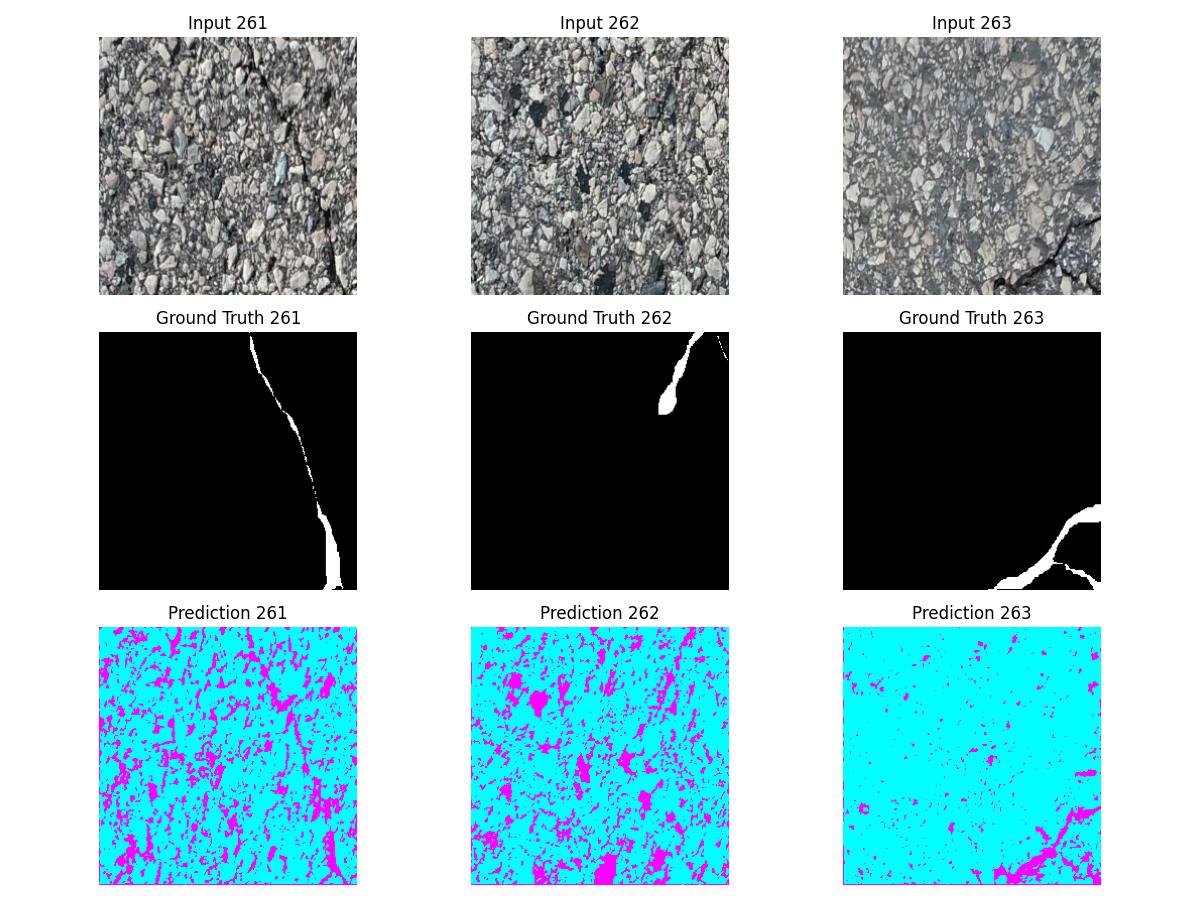 Input 261
Input 262
Input 263
Ground Truth 261
Ground Truth 262
Ground Truth 263
Prediction 261
Prediction 262
Prediction 263